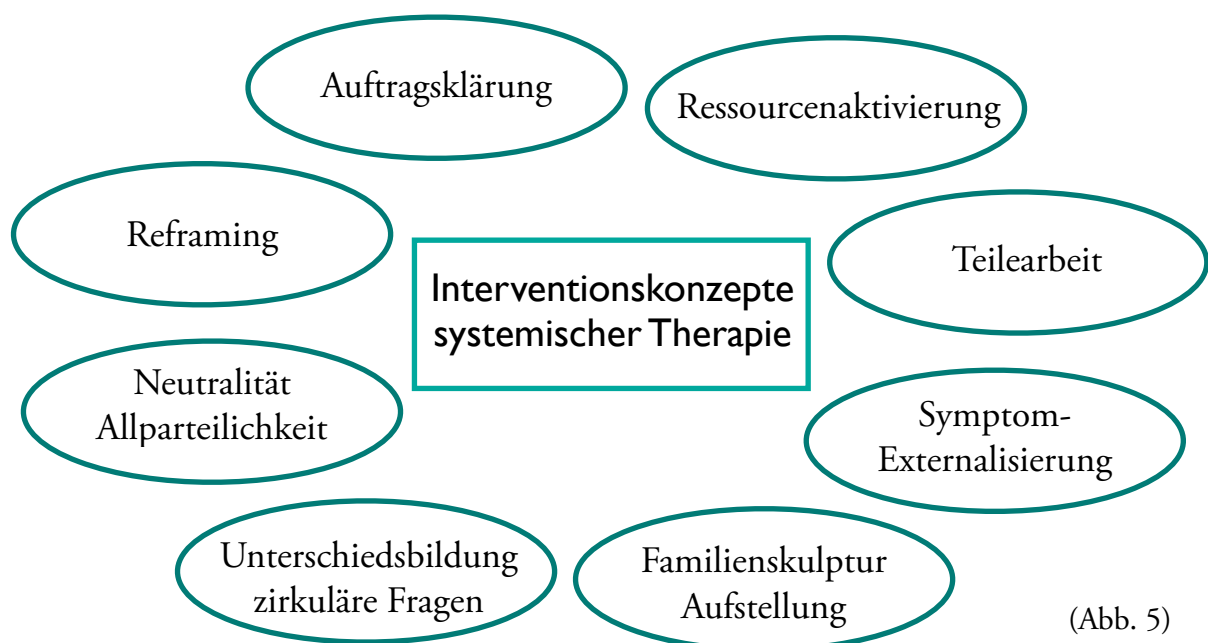 Auftragsklärung
Ressourcenaktivierung
Reframing
Teilearbeit
Interventionskonzepte
systemischer Therapie
Neutralität
Allparteilichkeit
Symptom-
Externalisierung
Unterschiedsbildung
zirkuläre Fragen
Familienskulptur
Aufstellung
(Abb. 5)